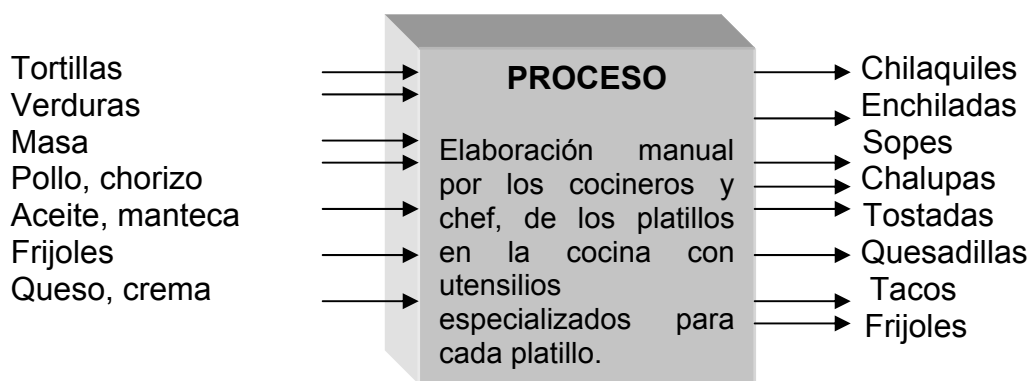 Tortillas
Verduras
Masa
Pollo, chorizo
Aceite, manteca
Frijoles
Queso, crema
PROCESO
Elaboración manual
por los cocineros y
chef, de los platillos
en la cocina con
utensilios
especializados para
cada platillo.
Chilaquiles
Enchiladas
Sopes
Chalupas
Tostadas
Quesadillas
Tacos
Frijoles